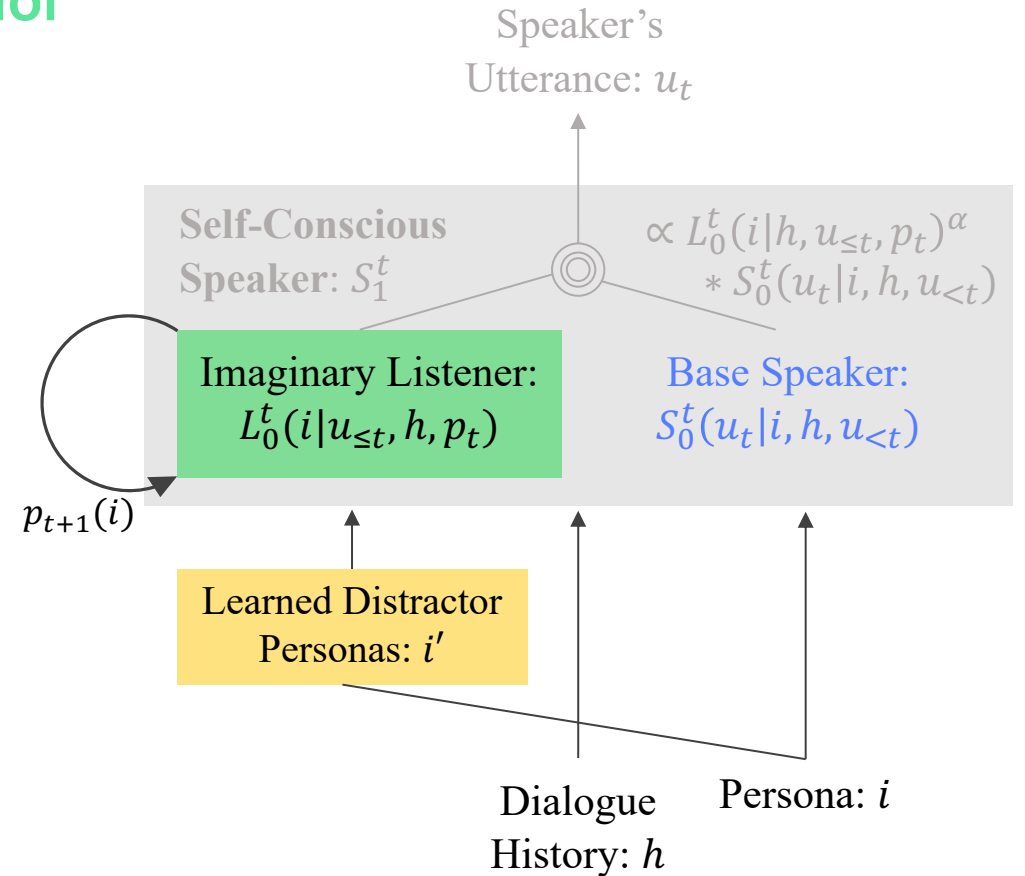 Speaker's
Utterance: u_t
Self-Conscious
Speaker: S_1^t
∝ L_0^t(i|h, u_{≤t}, p_t)^α
* S_0^t(u_t|i, h, u_{<t})
Imaginary Listener:
L_0^t(i|u_{≤t}, h, p_t)
Base Speaker:
S_0^t(u_t|i, h, u_{<t})
p_{t+1}(i)
Learned Distractor
Personas: i′
Dialogue
History: h
Persona: i